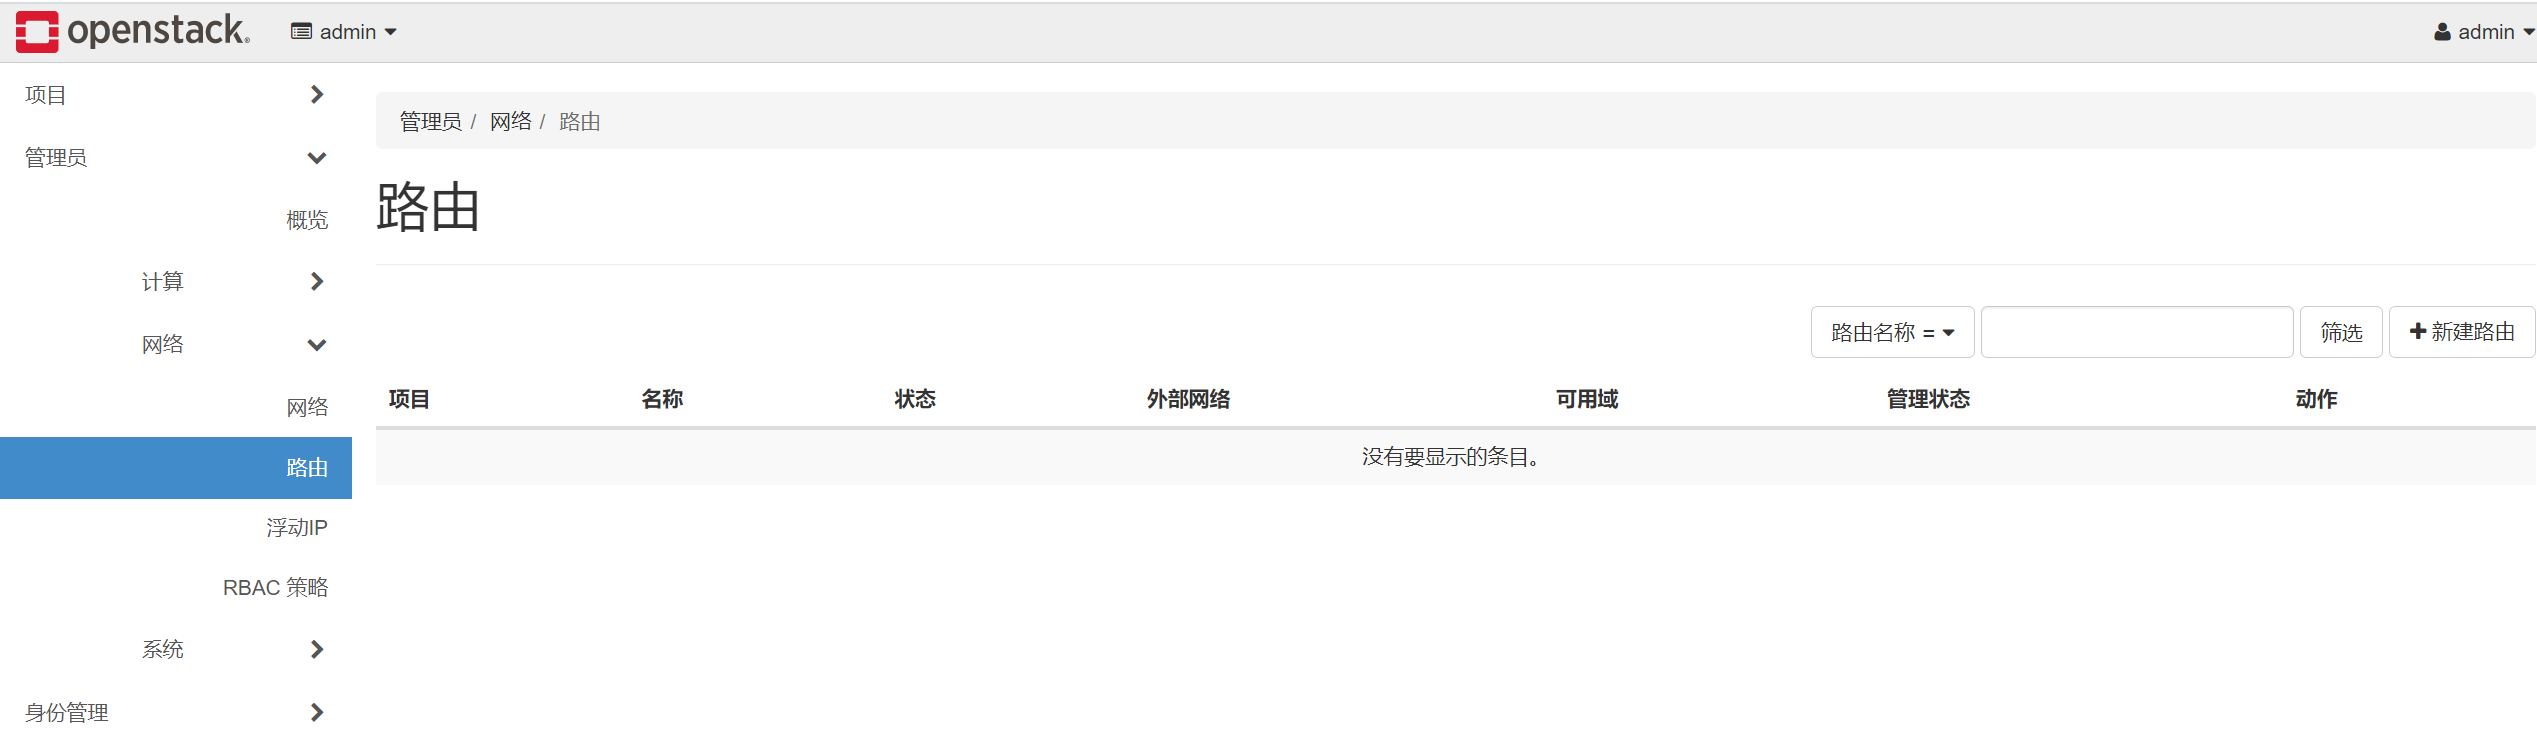 openstack. admin admin
项目
管理员
概览
计算
网络
网络
路由
浮动IP
RBAC 策略
系统
身份管理
管理员 / 网络 / 路由
路由
路由名称 = 筛选 新建路由
项目 名称 状态 外部网络 可用域 管理状态 动作
没有要显示的条目。